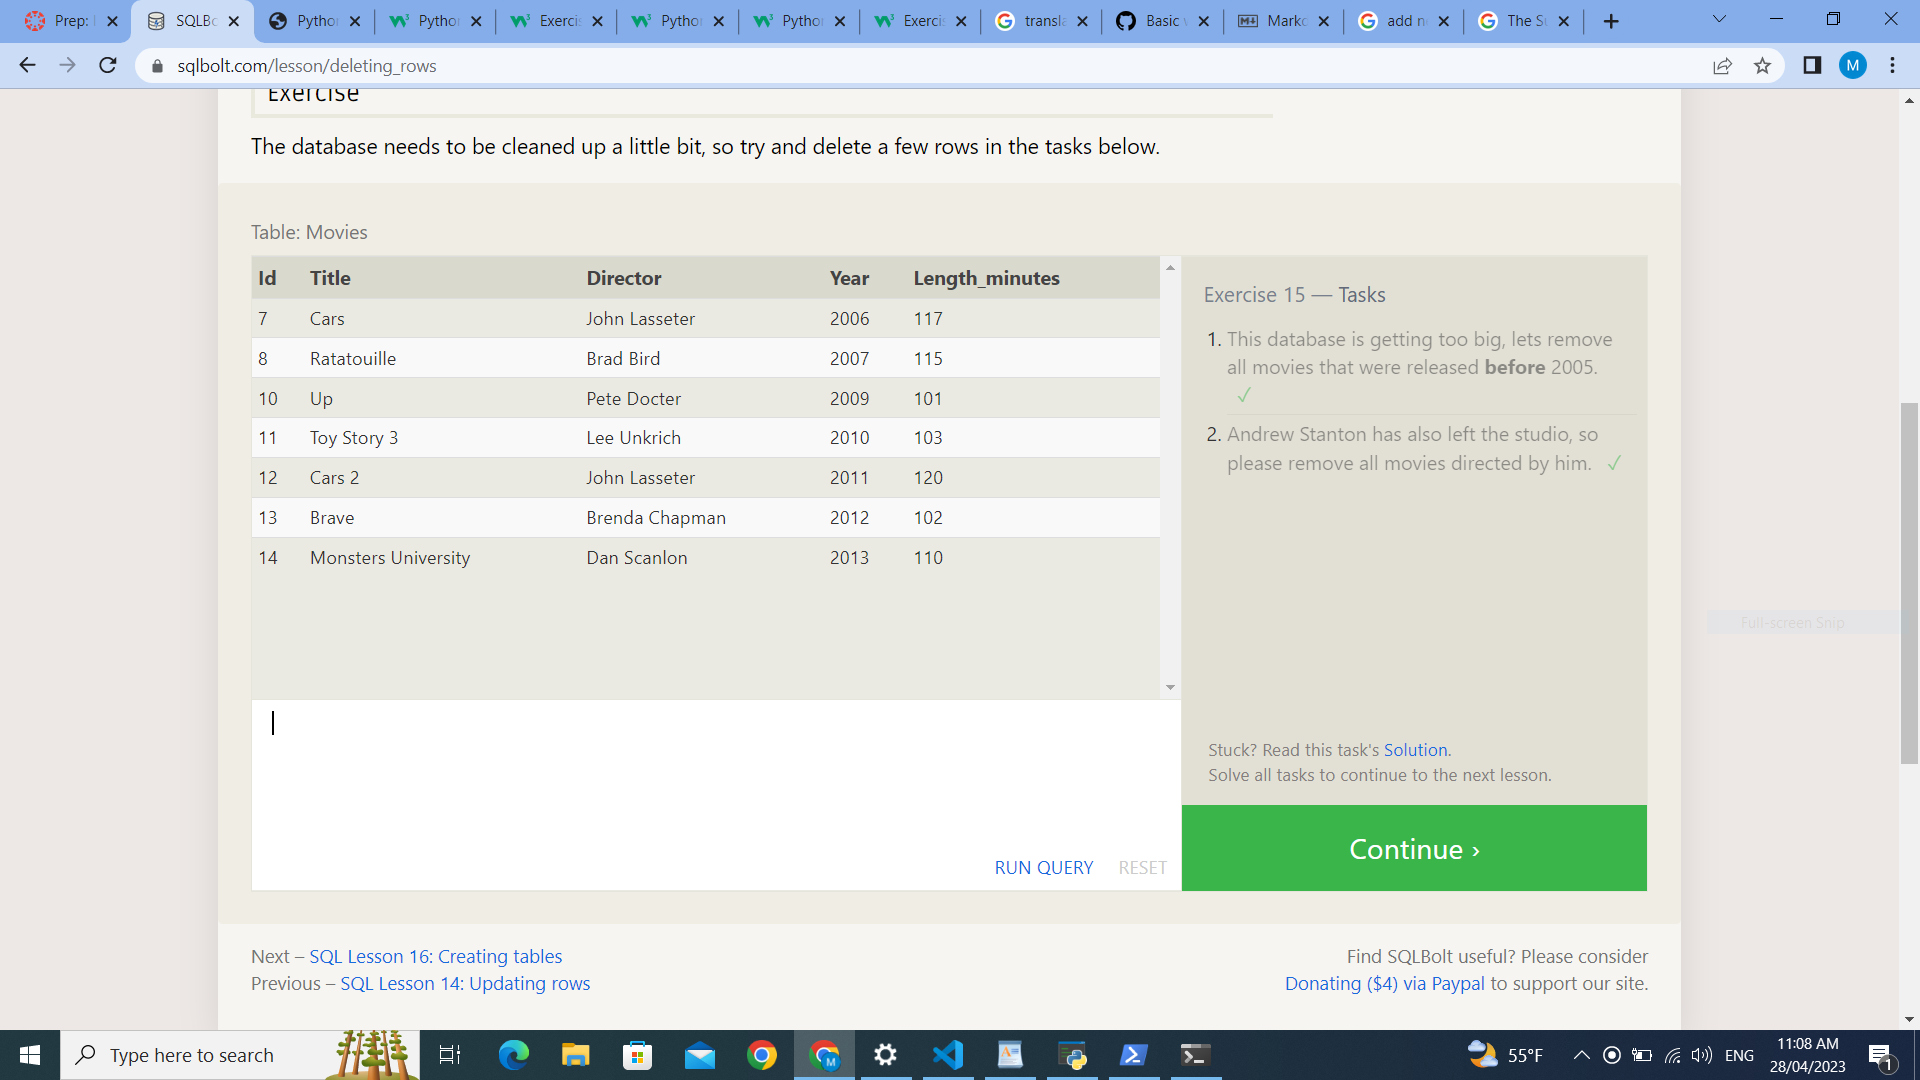 Prep:
SQLBo
Python
Python
Exercis
Python
Python
Exercis
transla
Basic
Markd
add n
The S
sqlbolt.com/lesson/deleting_rows
M
Exercise
The database needs to be cleaned up a little bit, so try and delete a few rows in the tasks below.
Table: Movies
Id Title Director Year Length_minutes
7 Cars John Lasseter 2006 117
8 Ratatouille Brad Bird 2007 115
10 Up Pete Docter 2009 101
11 Toy Story 3 Lee Unkrich 2010 103
12 Cars 2 John Lasseter 2011 120
13 Brave Brenda Chapman 2012 102
14 Monsters University Dan Scanlon 2013 110
RUN QUERY RESET
Exercise 15 — Tasks
1. This database is getting too big, lets remove
all movies that were released before 2005.
✓
2. Andrew Stanton has also left the studio, so
please remove all movies directed by him. ✓
Stuck? Read this task's Solution.
Solve all tasks to continue to the next lesson.
Continue ›
Full-screen Snip
Next – SQL Lesson 16: Creating tables
Previous – SQL Lesson 14: Updating rows
Find SQLBolt useful? Please consider
Donating ($4) via Paypal to support our site.
Type here to search
M
55°F
ENG
11:08 AM
28/04/2023
1